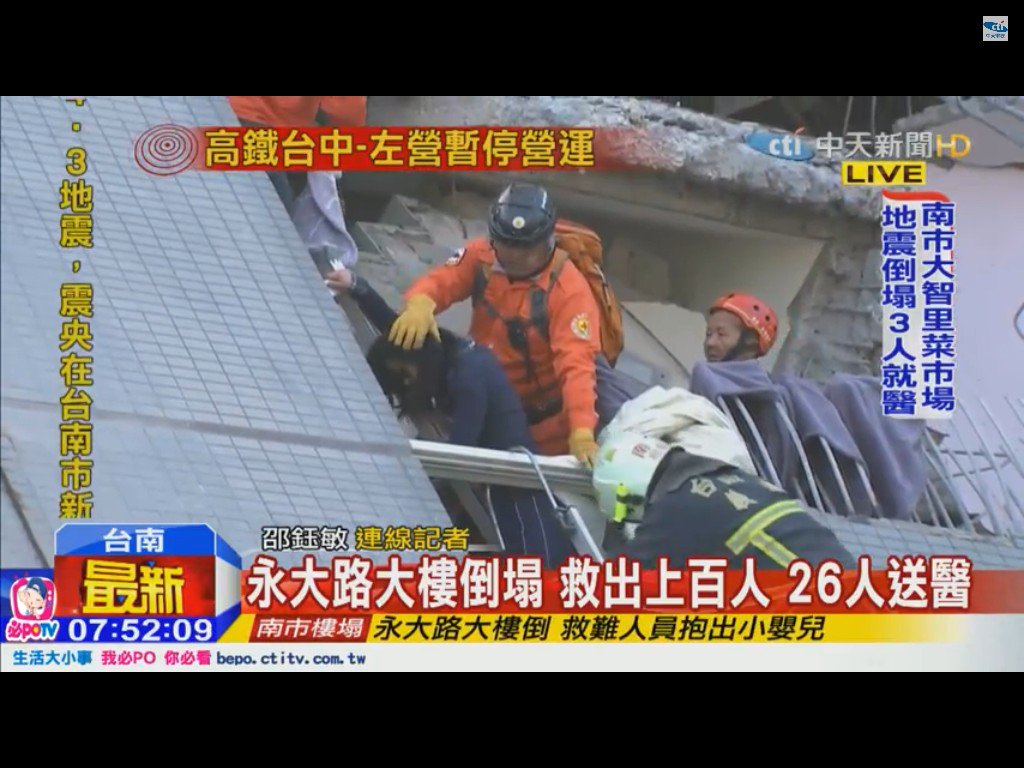 cti
中天電視
4.3地震，震央在台南市新
高鐵台中-左營暫停營運
cti 中天新聞HD
LIVE
南市大智里菜市場
地震倒塌3人就醫
台南
最新
07:52:09
必POTV
邵鈺敏 連線記者
永大路大樓倒塌 救出上百人 26人送醫
南市樓塌 永大路大樓倒 救難人員抱出小嬰兒
生活大小事 我必PO 你必看 bepo.ctitv.com.tw